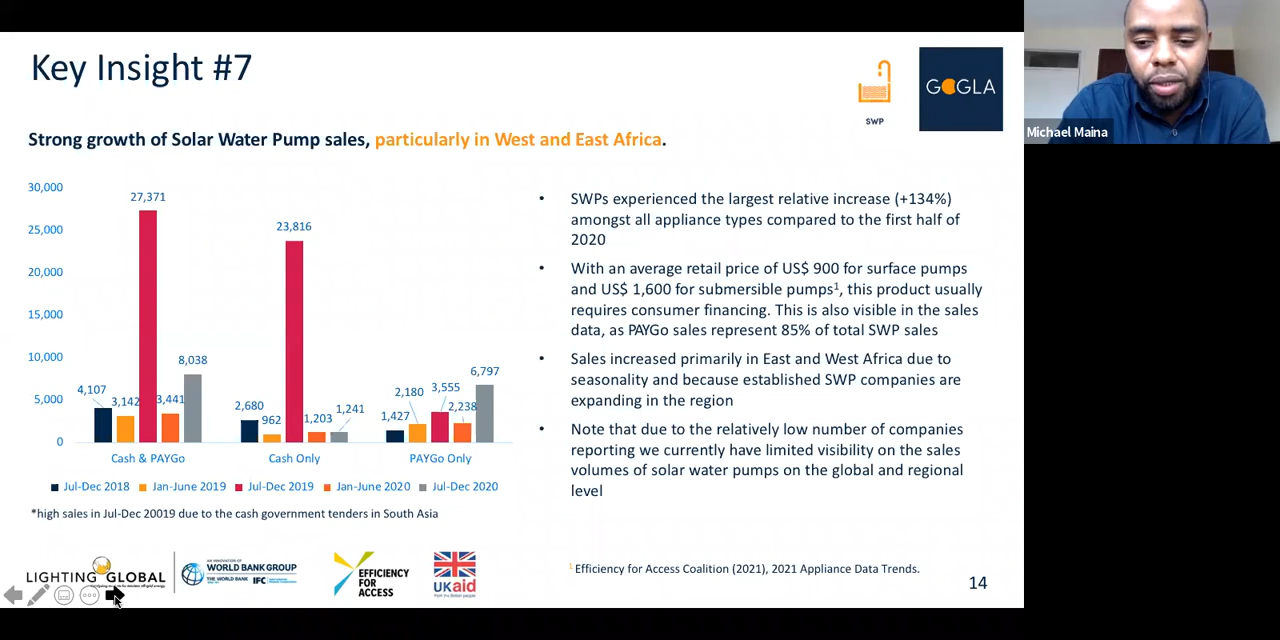 Key Insight #7
SWP
GOGLA
Michael Maina
Strong growth of Solar Water Pump sales, particularly in West and East Africa.
30,000
25,000
20,000
15,000
10,000
5,000
0
4,107
3,142
27,371
3,441
8,038
2,680
962
23,816
1,203
1,241
1,427
2,180
3,555
2,238
6,797
Cash & PAYGo
Cash Only
PAYGo Only
Jul-Dec 2018
Jan-June 2019
Jul-Dec 2019
Jan-June 2020
Jul-Dec 2020
*high sales in Jul-Dec 20019 due to the cash government tenders in South Asia
• SWPs experienced the largest relative increase (+134%)
amongst all appliance types compared to the first half of
2020
• With an average retail price of US$ 900 for surface pumps
and US$ 1,600 for submersible pumps¹, this product usually
requires consumer financing. This is also visible in the sales
data, as PAYGo sales represent 85% of total SWP sales
• Sales increased primarily in East and West Africa due to
seasonality and because established SWP companies are
expanding in the region
• Note that due to the relatively low number of companies
reporting we currently have limited visibility on the sales
volumes of solar water pumps on the global and regional
level
LIGHTING GLOBAL
AN INNOVATION OF
WORLD BANK GROUP
THE WORLD BANK IFC
EFFICIENCY
FOR
ACCESS
UKaid
from the British people
¹ Efficiency for Access Coalition (2021), 2021 Appliance Data Trends.
14